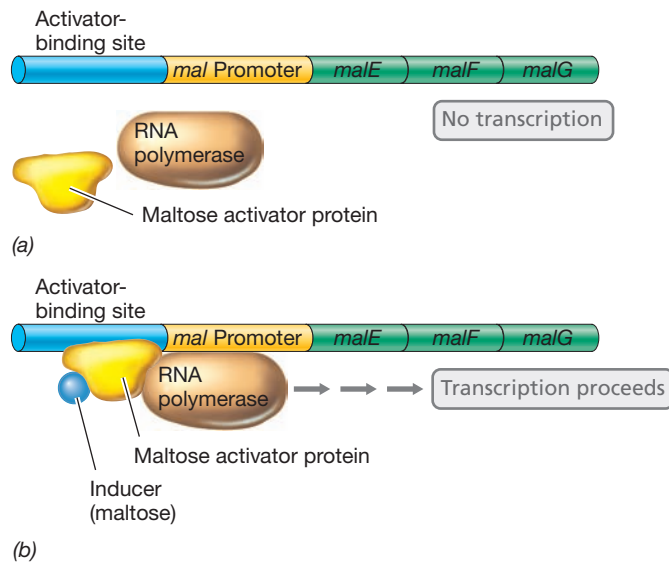 Activator-
binding site
mal Promoter malE malF malG
No transcription
RNA
polymerase
Maltose activator protein
(a)
Activator-
binding site
mal Promoter malE malF malG
RNA
polymerase
Transcription proceeds
Maltose activator protein
Inducer
(maltose)
(b)